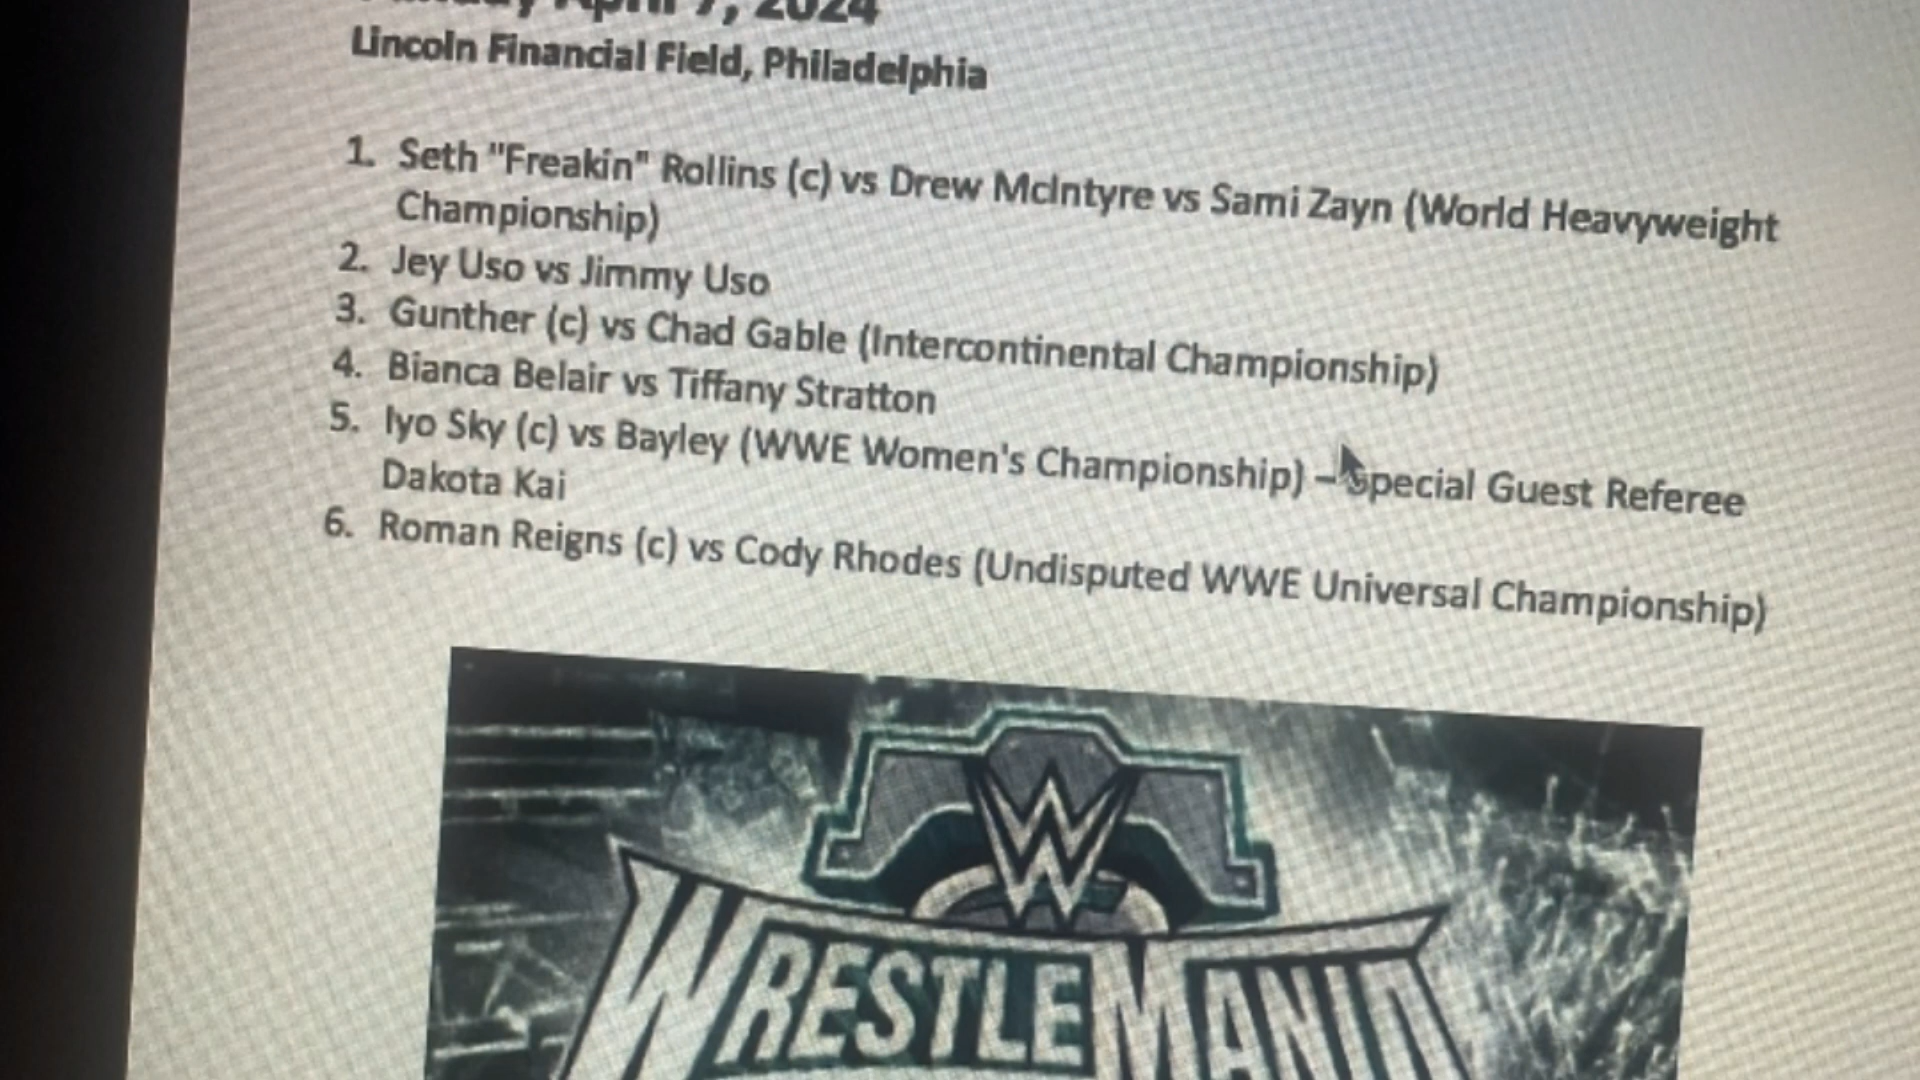 April 7, 2024
Lincoln Financial Field, Philadelphia
1. Seth "Freakin" Rollins (c) vs Drew McIntyre vs Sami Zayn (World Heavyweight
Championship)
2. Jey Uso vs Jimmy Uso
3. Gunther (c) vs Chad Gable (Intercontinental Championship)
4. Bianca Belair vs Tiffany Stratton
5. Iyo Sky (c) vs Bayley (WWE Women's Championship) – Special Guest Referee
Dakota Kai
6. Roman Reigns (c) vs Cody Rhodes (Undisputed WWE Universal Championship)
W
WRESTLEMANIA